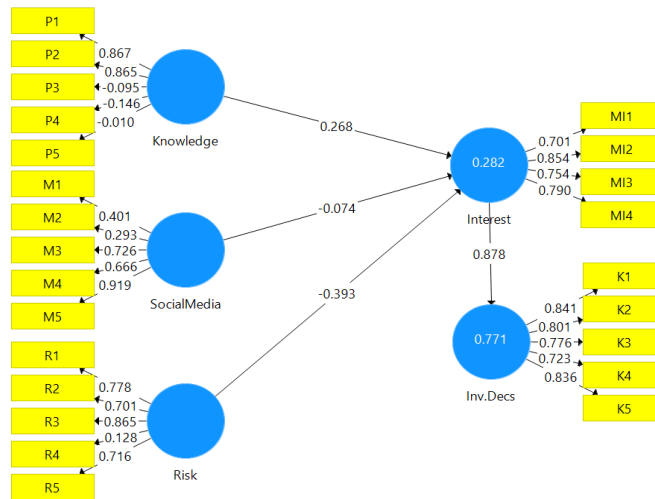 P1
P2
P3
P4
P5
0.867
0.865
-0.095
-0.146
-0.010
Knowledge
M1
M2
M3
M4
M5
0.401
0.293
0.726
0.666
0.919
SocialMedia
R1
R2
R3
R4
R5
0.778
0.701
0.865
0.128
0.716
Risk
0.268
-0.074
-0.393
0.282
Interest
0.701
0.854
0.754
0.790
MI1
MI2
MI3
MI4
0.878
0.771
Inv.Decs
0.841
0.801
0.776
0.723
0.836
K1
K2
K3
K4
K5